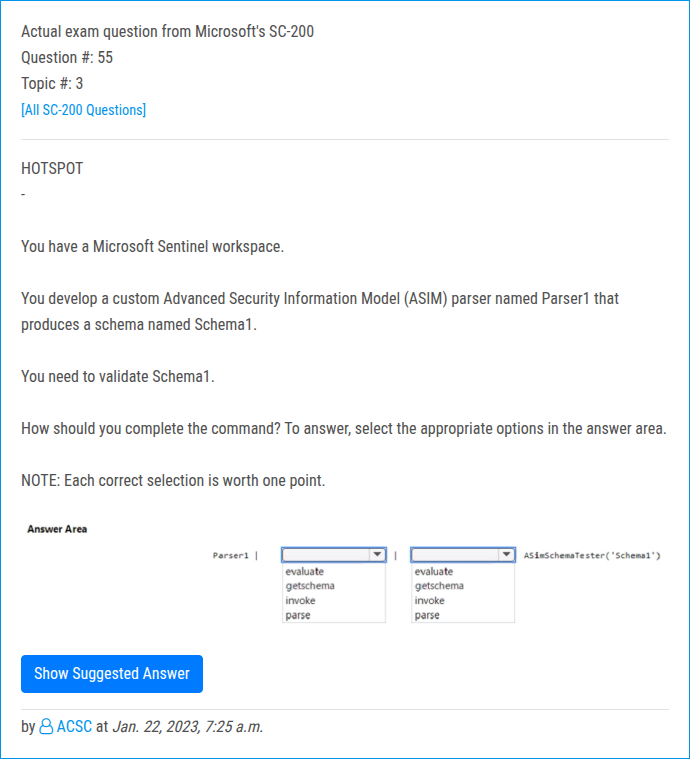 Actual exam question from Microsoft's SC-200
Question #: 55
Topic #: 3
[All SC-200 Questions]
HOTSPOT
-
You have a Microsoft Sentinel workspace.
You develop a custom Advanced Security Information Model (ASIM) parser named Parser1 that
produces a schema named Schema1.
You need to validate Schema1.
How should you complete the command? To answer, select the appropriate options in the answer area.
NOTE: Each correct selection is worth one point.
Answer Area
Parser1 | | ASimSchemaTester('Schema1')
evaluate evaluate
getschema getschema
invoke invoke
parse parse
Show Suggested Answer
by ACSC at Jan. 22, 2023, 7:25 a.m.